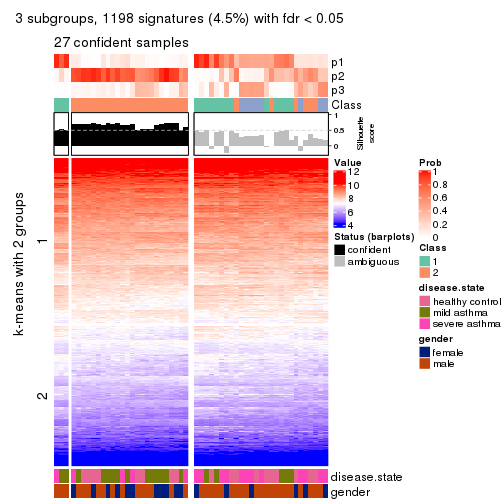 3 subgroups, 1198 signatures (4.5%) with fdr < 0.05
27 confident samples
p1
p2
p3
Class
1
0.5
0
Silhouette
score
k-means with 2 groups
1
2
Value
12
10
8
6
4
Status (barplots)
confident
ambiguous
Prob
1
0.8
0.6
0.4
0.2
0
Class
1
2
disease.state
healthy control
mild asthma
severe asthma
gender
female
male
disease.state
gender